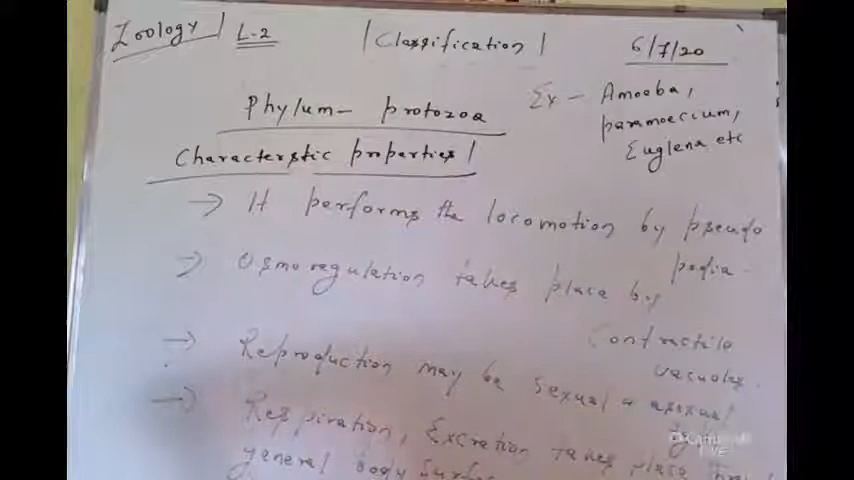 Zoology L-2 Classification 6/7/20
Phylum - protozoa
Ex - Amoeba,
paramoecium,
Euglena etc
Characterstic properties
→ It performs the locomotion by pseudo
podia.
→ Osmoregulation takes place by
Contractile
vacuoles.
→ Reproduction may be sexual or asexual
→ Respiration, Excretion takes place
general body surfac